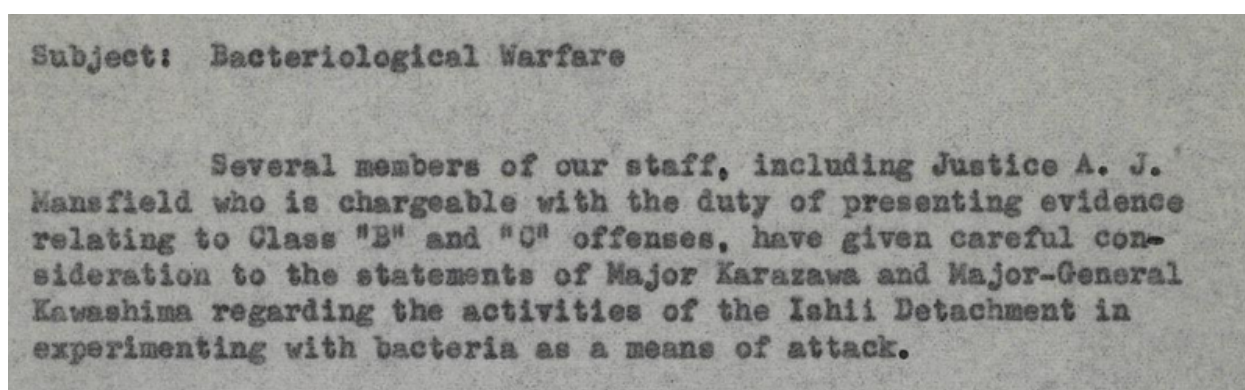 Subject:  Bacteriological Warfare
Several members of our staff, including Justice A. J.
Mansfield who is chargeable with the duty of presenting evidence
relating to Class "B" and "C" offenses, have given careful con-
sideration to the statements of Major Karazawa and Major-General
Kawashima regarding the activities of the Ishii Detachment in
experimenting with bacteria as a means of attack.